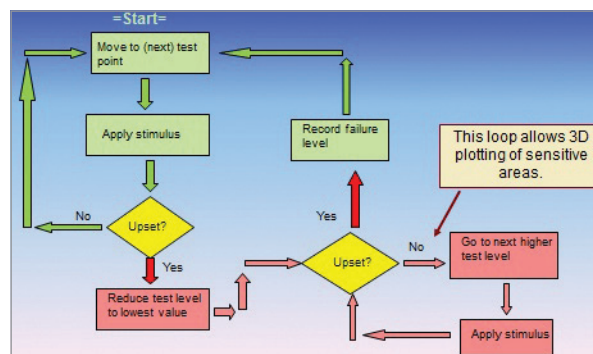 =Start=
Move to (next) test
point
Apply stimulus
No
Upset?
Yes
Reduce test level
to lowest value
Record failure
level
Yes
Upset?
No
This loop allows 3D
plotting of sensitive
areas.
Go to next higher
test level
Apply stimulus